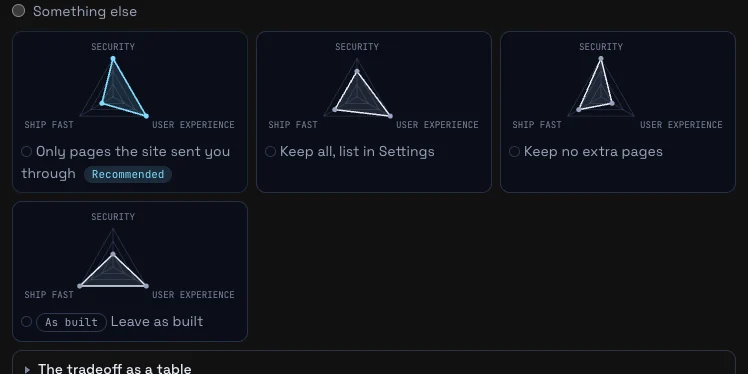 Something else
SECURITY
SHIP FAST
USER EXPERIENCE
Only pages the site sent you
through Recommended
SECURITY
SHIP FAST
USER EXPERIENCE
Keep all, list in Settings
SECURITY
SHIP FAST
USER EXPERIENCE
Keep no extra pages
SECURITY
SHIP FAST
USER EXPERIENCE
As built Leave as built
The tradeoff as a table